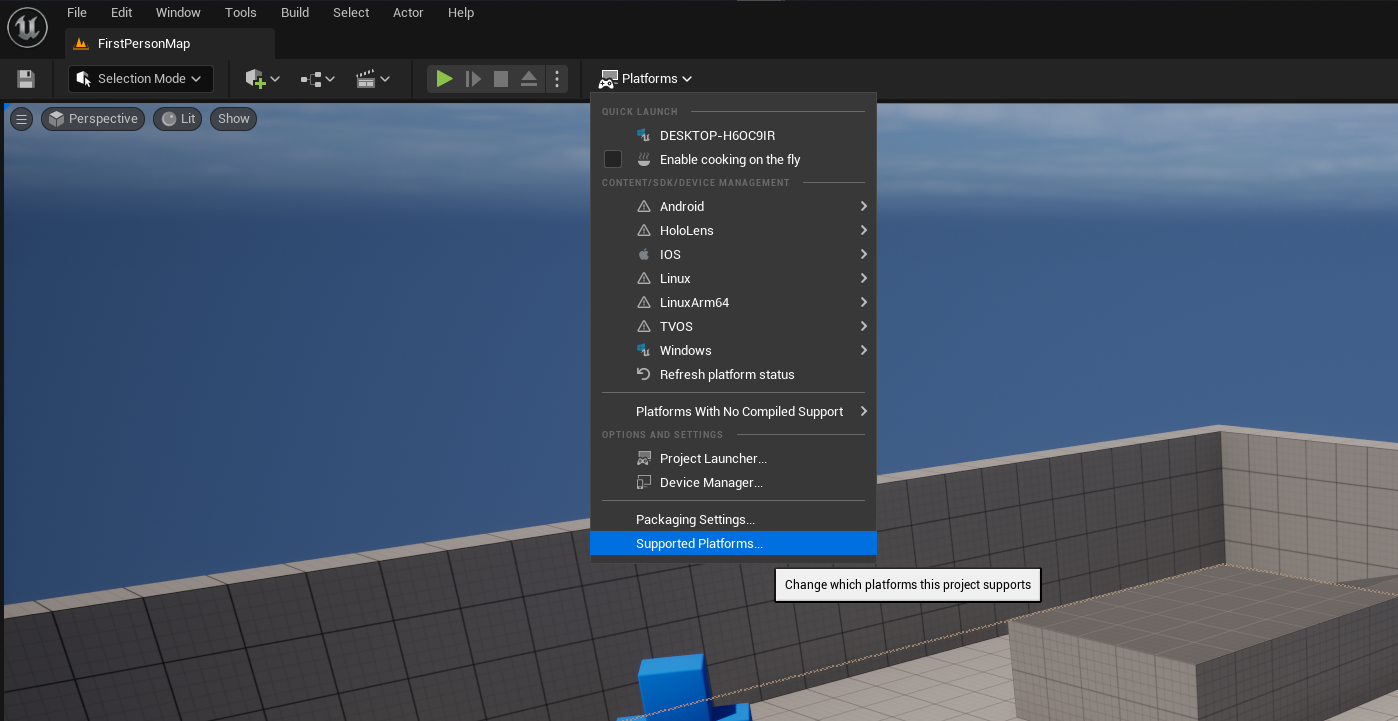 File Edit Window Tools Build Select Actor Help
FirstPersonMap
Selection Mode Platforms
Perspective Lit Show
QUICK LAUNCH
DESKTOP-H6OC9IR
Enable cooking on the fly
CONTENT/SDK/DEVICE MANAGEMENT
Android
HoloLens
IOS
Linux
LinuxArm64
TVOS
Windows
Refresh platform status
Platforms With No Compiled Support
OPTIONS AND SETTINGS
Project Launcher...
Device Manager...
Packaging Settings...
Supported Platforms...
Change which platforms this project supports